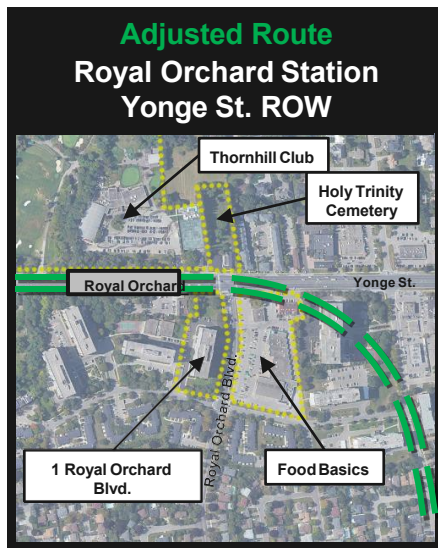 Adjusted Route
Royal Orchard Station
Yonge St. ROW
Thornhill Club
Holy Trinity
Cemetery
Royal Orchard
Yonge St.
Royal Orchard Blvd.
1 Royal Orchard
Blvd.
Food Basics